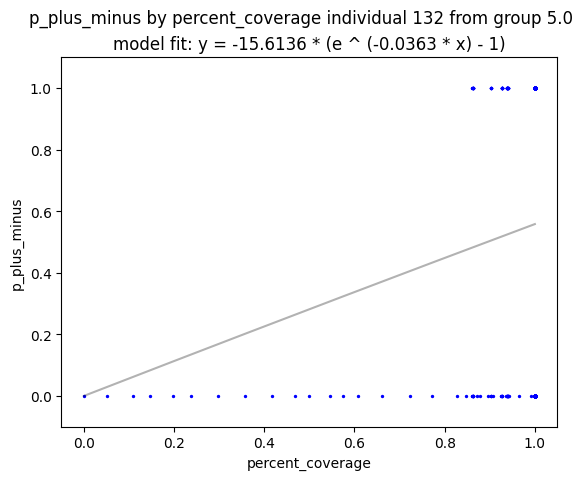 p_plus_minus by percent_coverage individual 132 from group 5.0
model fit: y = -15.6136 * (e ^ (-0.0363 * x) - 1)
1.0
0.8
0.6
0.4
0.2
0.0
p_plus_minus
0.0 0.2 0.4 0.6 0.8 1.0
percent_coverage